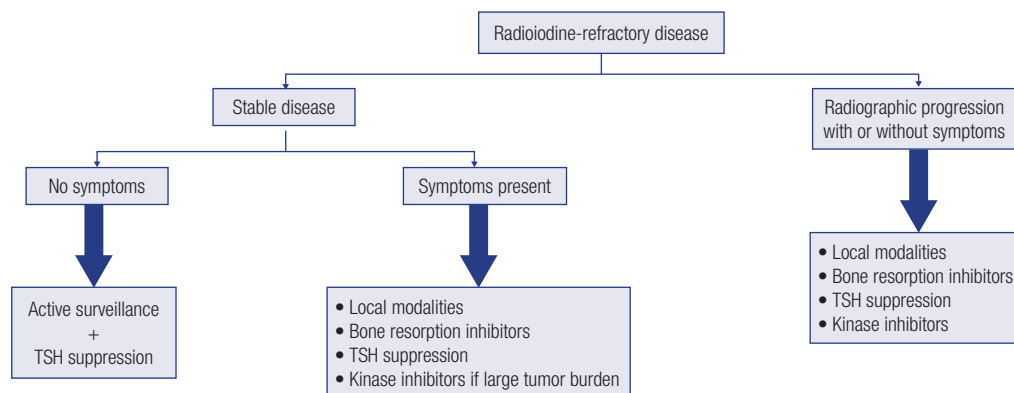 Radioiodine-refractory disease
Stable disease
Radiographic progression
with or without symptoms
No symptoms
Symptoms present
Active surveillance
+
TSH suppression
• Local modalities
• Bone resorption inhibitors
• TSH suppression
• Kinase inhibitors if large tumor burden
• Local modalities
• Bone resorption inhibitors
• TSH suppression
• Kinase inhibitors